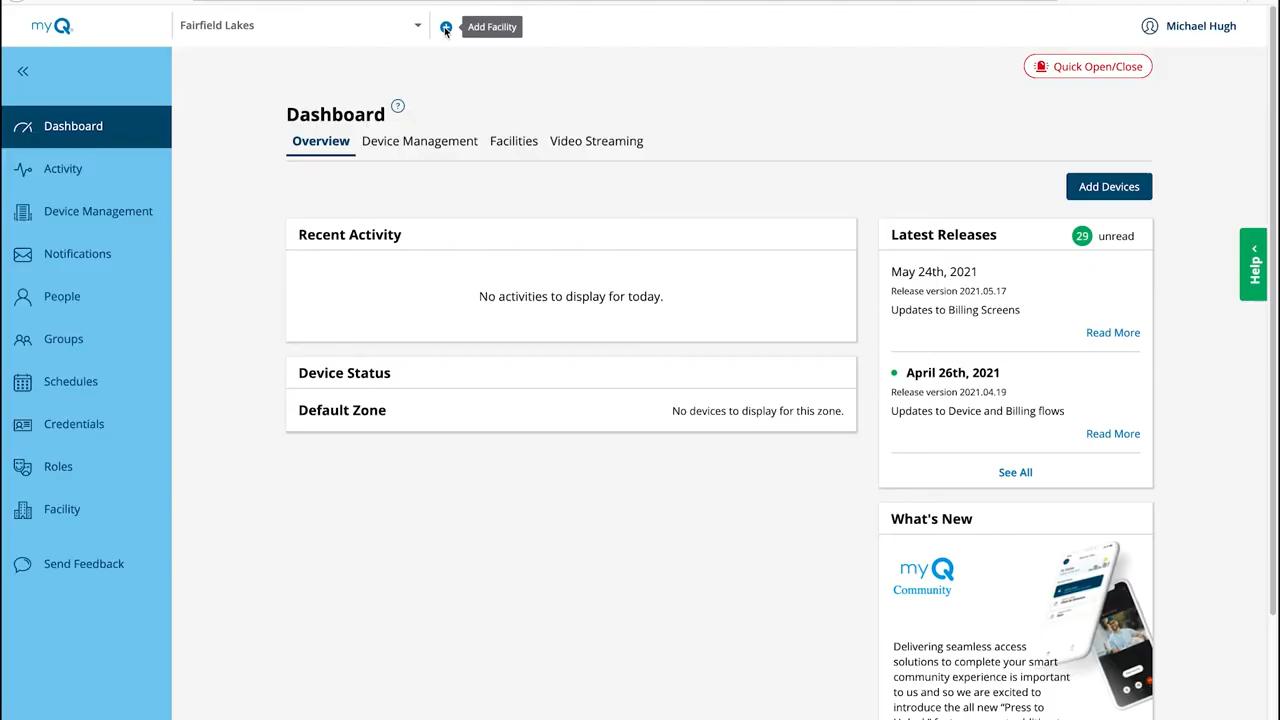 myQ
Fairfield Lakes
Add Facility
Michael Hugh
Quick Open/Close
Dashboard
Activity
Device Management
Notifications
People
Groups
Schedules
Credentials
Roles
Facility
Send Feedback
Dashboard ?
Overview Device Management Facilities Video Streaming
Add Devices
Recent Activity
No activities to display for today.
Device Status
Default Zone No devices to display for this zone.
Latest Releases 29 unread
May 24th, 2021
Release version 2021.05.17
Updates to Billing Screens
Read More
April 26th, 2021
Release version 2021.04.19
Updates to Device and Billing flows
Read More
See All
What's New
myQ
Community
Delivering seamless access
solutions to complete your smart
community experience is important
to us and so we are excited to
introduce the all new “Press to
Help